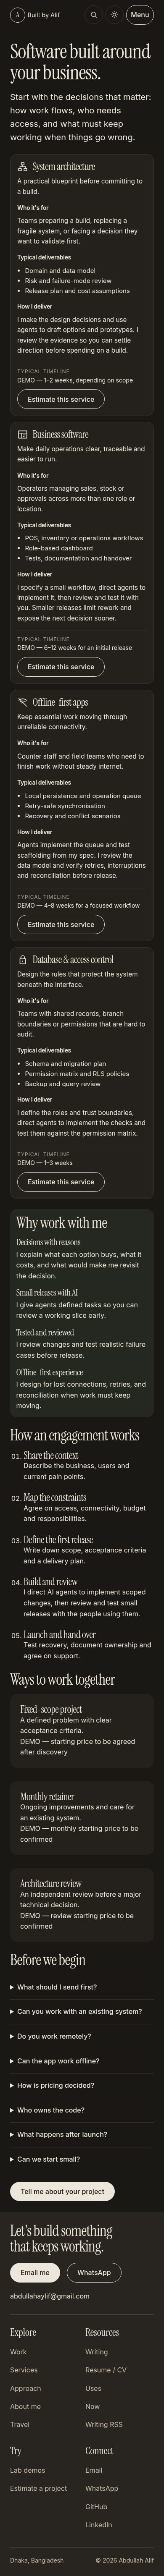 A Built by Alif Menu
Software built around
your business.
Start with the decisions that matter:
how work flows, who needs
access, and what must keep
working when things go wrong.
System architecture
A practical blueprint before committing to
a build.
Who it's for
Teams preparing a build, replacing a
fragile system, or facing a decision they
want to validate first.
Typical deliverables
• Domain and data model
• Risk and failure-mode review
• Release plan and cost assumptions
How I deliver
I make the design decisions and use
agents to draft options and prototypes. I
review the evidence so you can settle
direction before spending on a build.
TYPICAL TIMELINE
DEMO — 1–2 weeks, depending on scope
Estimate this service
Business software
Make daily operations clear, traceable and
easier to run.
Who it's for
Operators managing sales, stock or
approvals across more than one role or
location.
Typical deliverables
• POS, inventory or operations workflows
• Role-based dashboard
• Tests, documentation and handover
How I deliver
I specify a small workflow, direct agents to
implement it, then review and test it with
you. Smaller releases limit rework and
expose the next decision sooner.
TYPICAL TIMELINE
DEMO — 6–12 weeks for an initial release
Estimate this service
Offline-first apps
Keep essential work moving through
unreliable connectivity.
Who it's for
Counter staff and field teams who need to
finish work without steady internet.
Typical deliverables
• Local persistence and operation queue
• Retry-safe synchronisation
• Recovery and conflict scenarios
How I deliver
Agents implement the queue and test
scaffolding from my spec. I review the
data model and verify retries, interruptions
and reconciliation before release.
TYPICAL TIMELINE
DEMO — 4–8 weeks for a focused workflow
Estimate this service
Database & access control
Design the rules that protect the system
beneath the interface.
Who it's for
Teams with shared records, branch
boundaries or permissions that are hard to
audit.
Typical deliverables
• Schema and migration plan
• Permission matrix and RLS policies
• Backup and query review
How I deliver
I define the roles and trust boundaries,
direct agents to implement the checks and
test them against the permission matrix.
TYPICAL TIMELINE
DEMO — 1–3 weeks
Estimate this service
Why work with me
Decisions with reasons
I explain what each option buys, what it
costs, and what would make me revisit
the decision.
Small releases with AI
I give agents defined tasks so you can
review a working slice early.
Tested and reviewed
I review changes and test realistic failure
cases before release.
Offline-first experience
I design for lost connections, retries, and
reconciliation when work must keep
moving.
How an engagement works
01. Share the context
Describe the business, users and
current pain points.
02. Map the constraints
Agree on access, connectivity, budget
and responsibilities.
03. Define the first release
Write down scope, acceptance criteria
and a delivery plan.
04. Build and review
I direct AI agents to implement scoped
changes, then review and test small
releases with the people using them.
05. Launch and hand over
Test recovery, document ownership and
agree on support.
Ways to work together
Fixed-scope project
A defined problem with clear
acceptance criteria.
DEMO — starting price to be agreed
after discovery
Monthly retainer
Ongoing improvements and care for
an existing system.
DEMO — monthly starting price to be
confirmed
Architecture review
An independent review before a major
technical decision.
DEMO — review starting price to be
confirmed
Before we begin
▶ What should I send first?
▶ Can you work with an existing system?
▶ Do you work remotely?
▶ Can the app work offline?
▶ How is pricing decided?
▶ Who owns the code?
▶ What happens after launch?
▶ Can we start small?
Tell me about your project
Let's build something
that keeps working.
Email me WhatsApp
abdullahaylif@gmail.com
Explore Resources
Work Writing
Services Resume / CV
Approach Uses
About me Now
Travel Writing RSS
Try Connect
Lab demos Email
Estimate a project WhatsApp
GitHub
LinkedIn
Dhaka, Bangladesh © 2026 Abdullah Alif